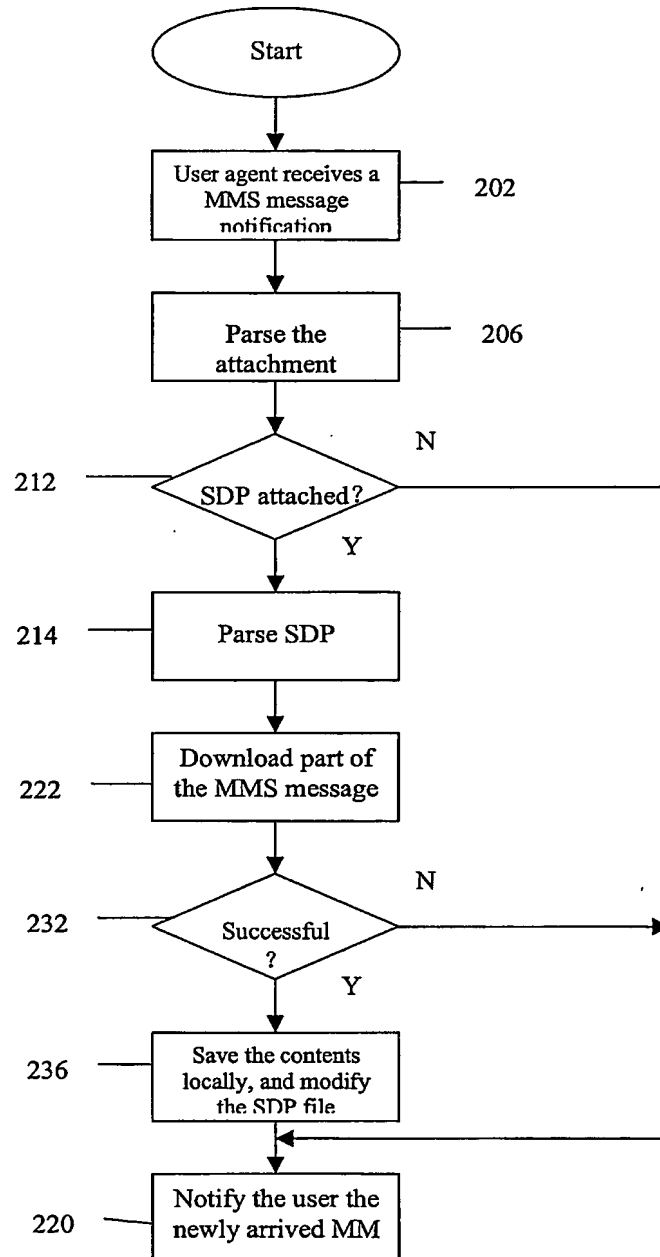 Start
User agent receives a
MMS message
notification
202
Parse the
attachment
206
N
212
SDP attached?
Y
214
Parse SDP
Download part of
the MMS message
222
N
232
Successful
?
Y
Save the contents
locally, and modify
the SDP file
236
Notify the user the
newly arrived MM
220